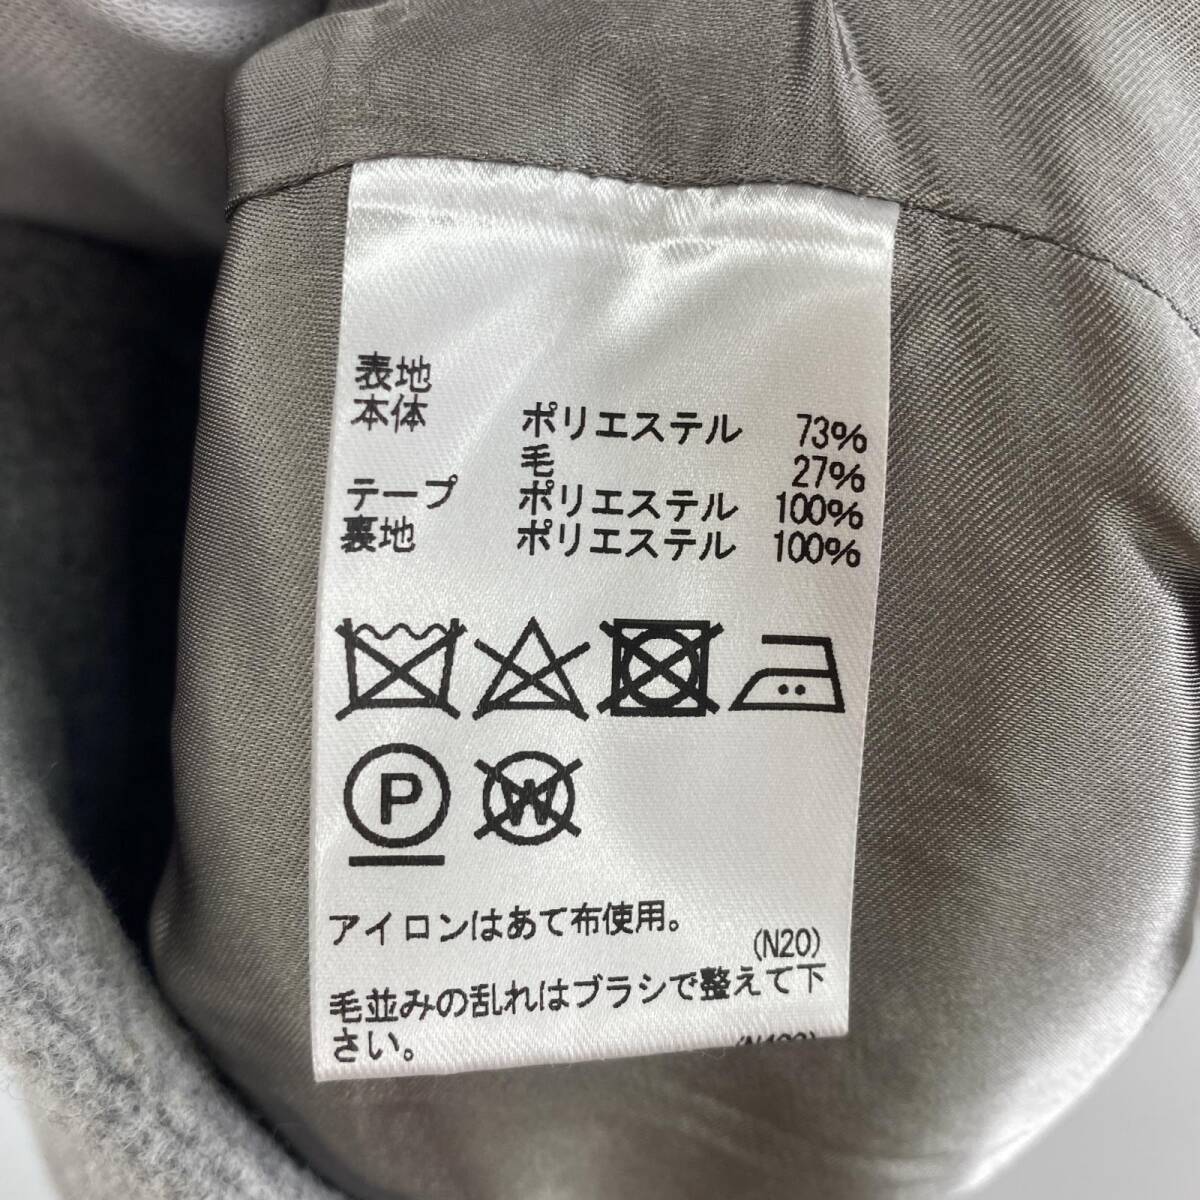 表地
本体 ポリエステル 73%
毛 27%
テープ ポリエステル 100%
裏地 ポリエステル 100%
P W
アイロンはあて布使用。
(N20)
毛並みの乱れはブラシで整えて下
さい。